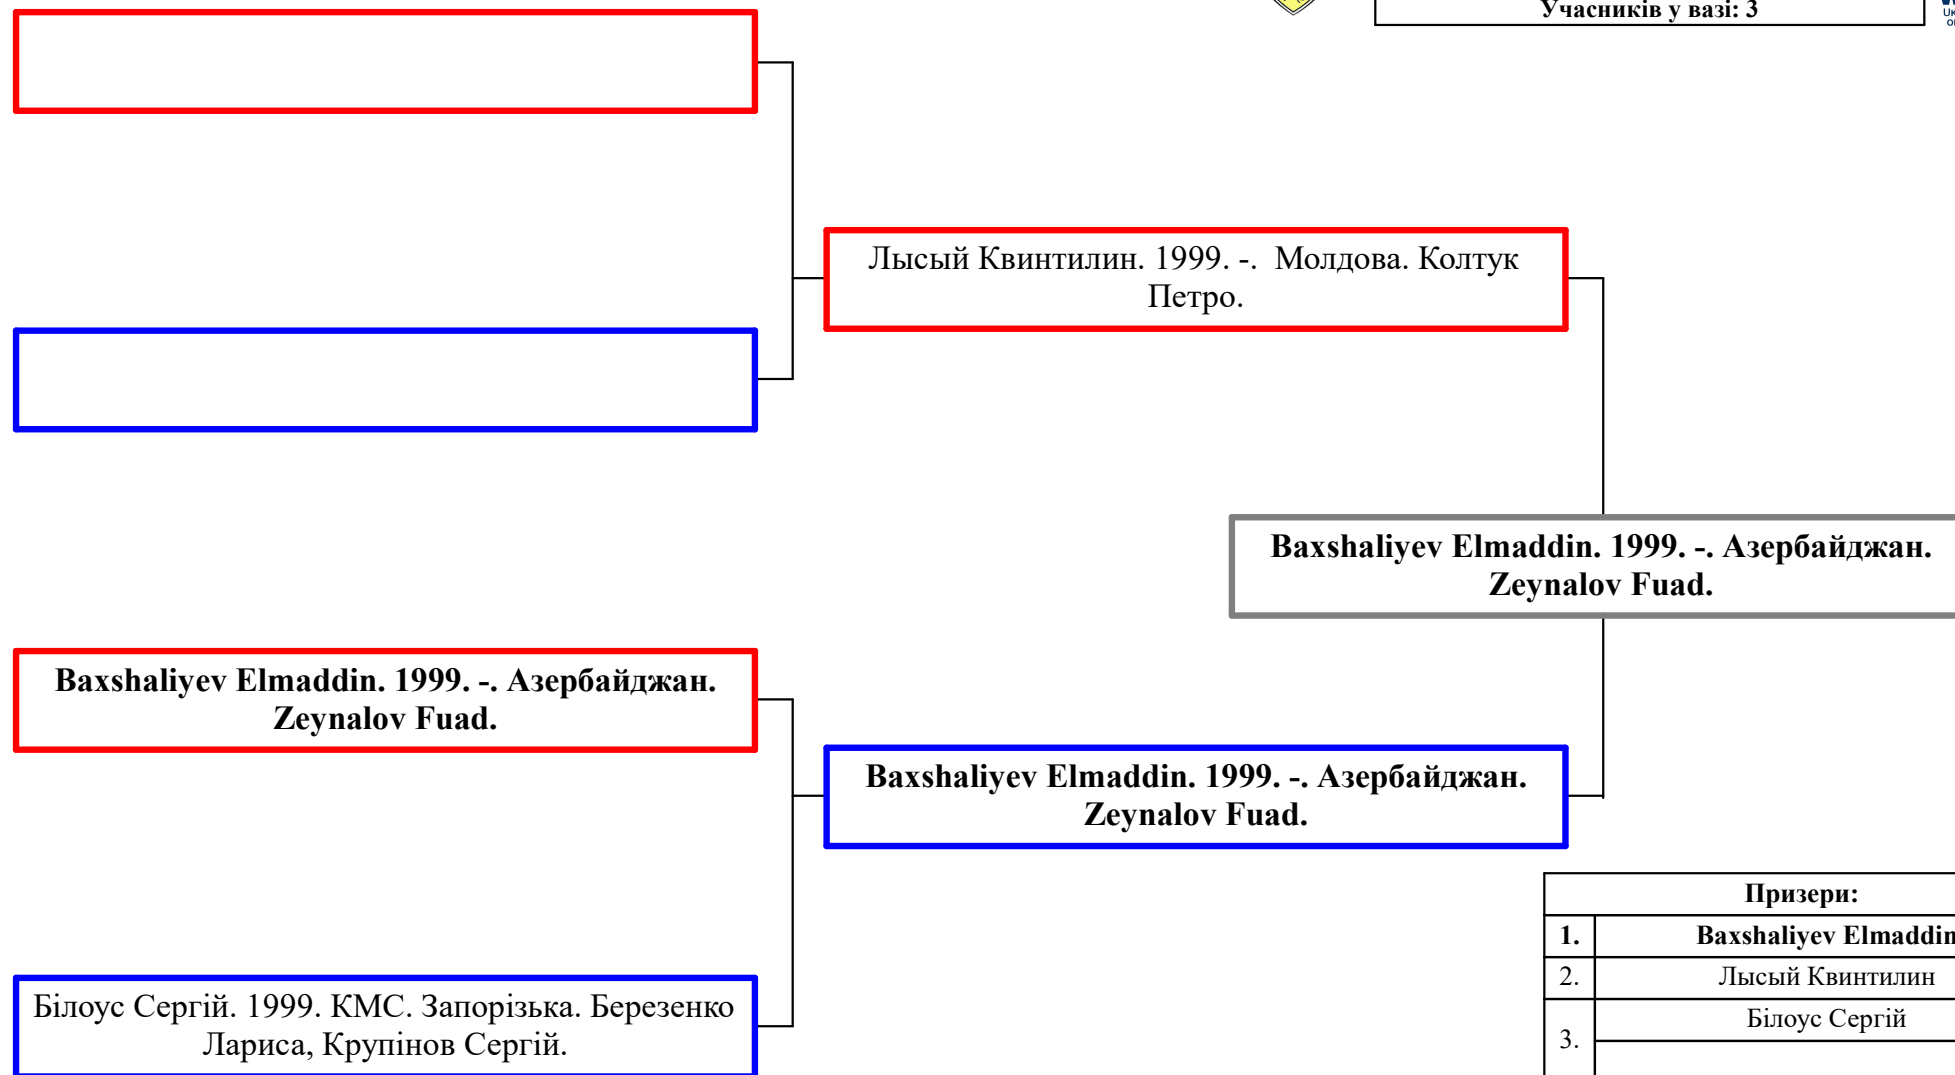 Учасників у вазі: 3
Лысый Квинтилин. 1999. -. Молдова. Колтук
Петро.
Baxshaliyev Elmaddin. 1999. -. Азербайджан.
Zeynalov Fuad.
Baxshaliyev Elmaddin. 1999. -. Азербайджан.
Zeynalov Fuad.
Baxshaliyev Elmaddin. 1999. -. Азербайджан.
Zeynalov Fuad.
Білоус Сергій. 1999. КМС. Запорізька. Березенко
Лариса, Крупінов Сергій.
Призери:
1. Baxshaliyev Elmaddin
2. Лысый Квинтилин
Білоус Сергій
3.